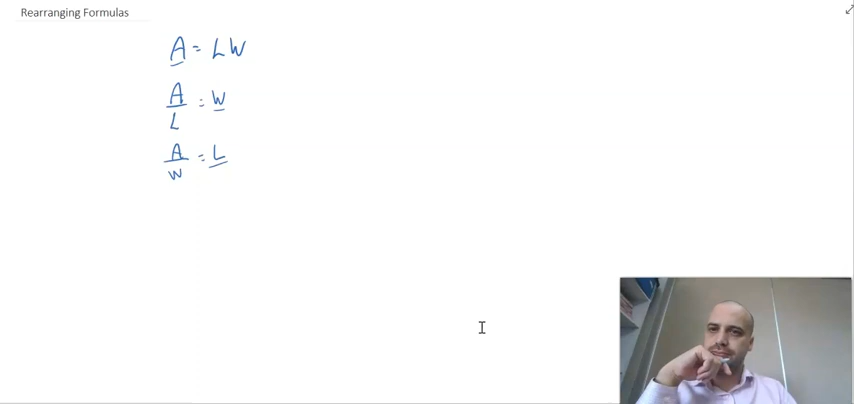 Rearranging Formulas
A = LW
A/L = W
A/W = L